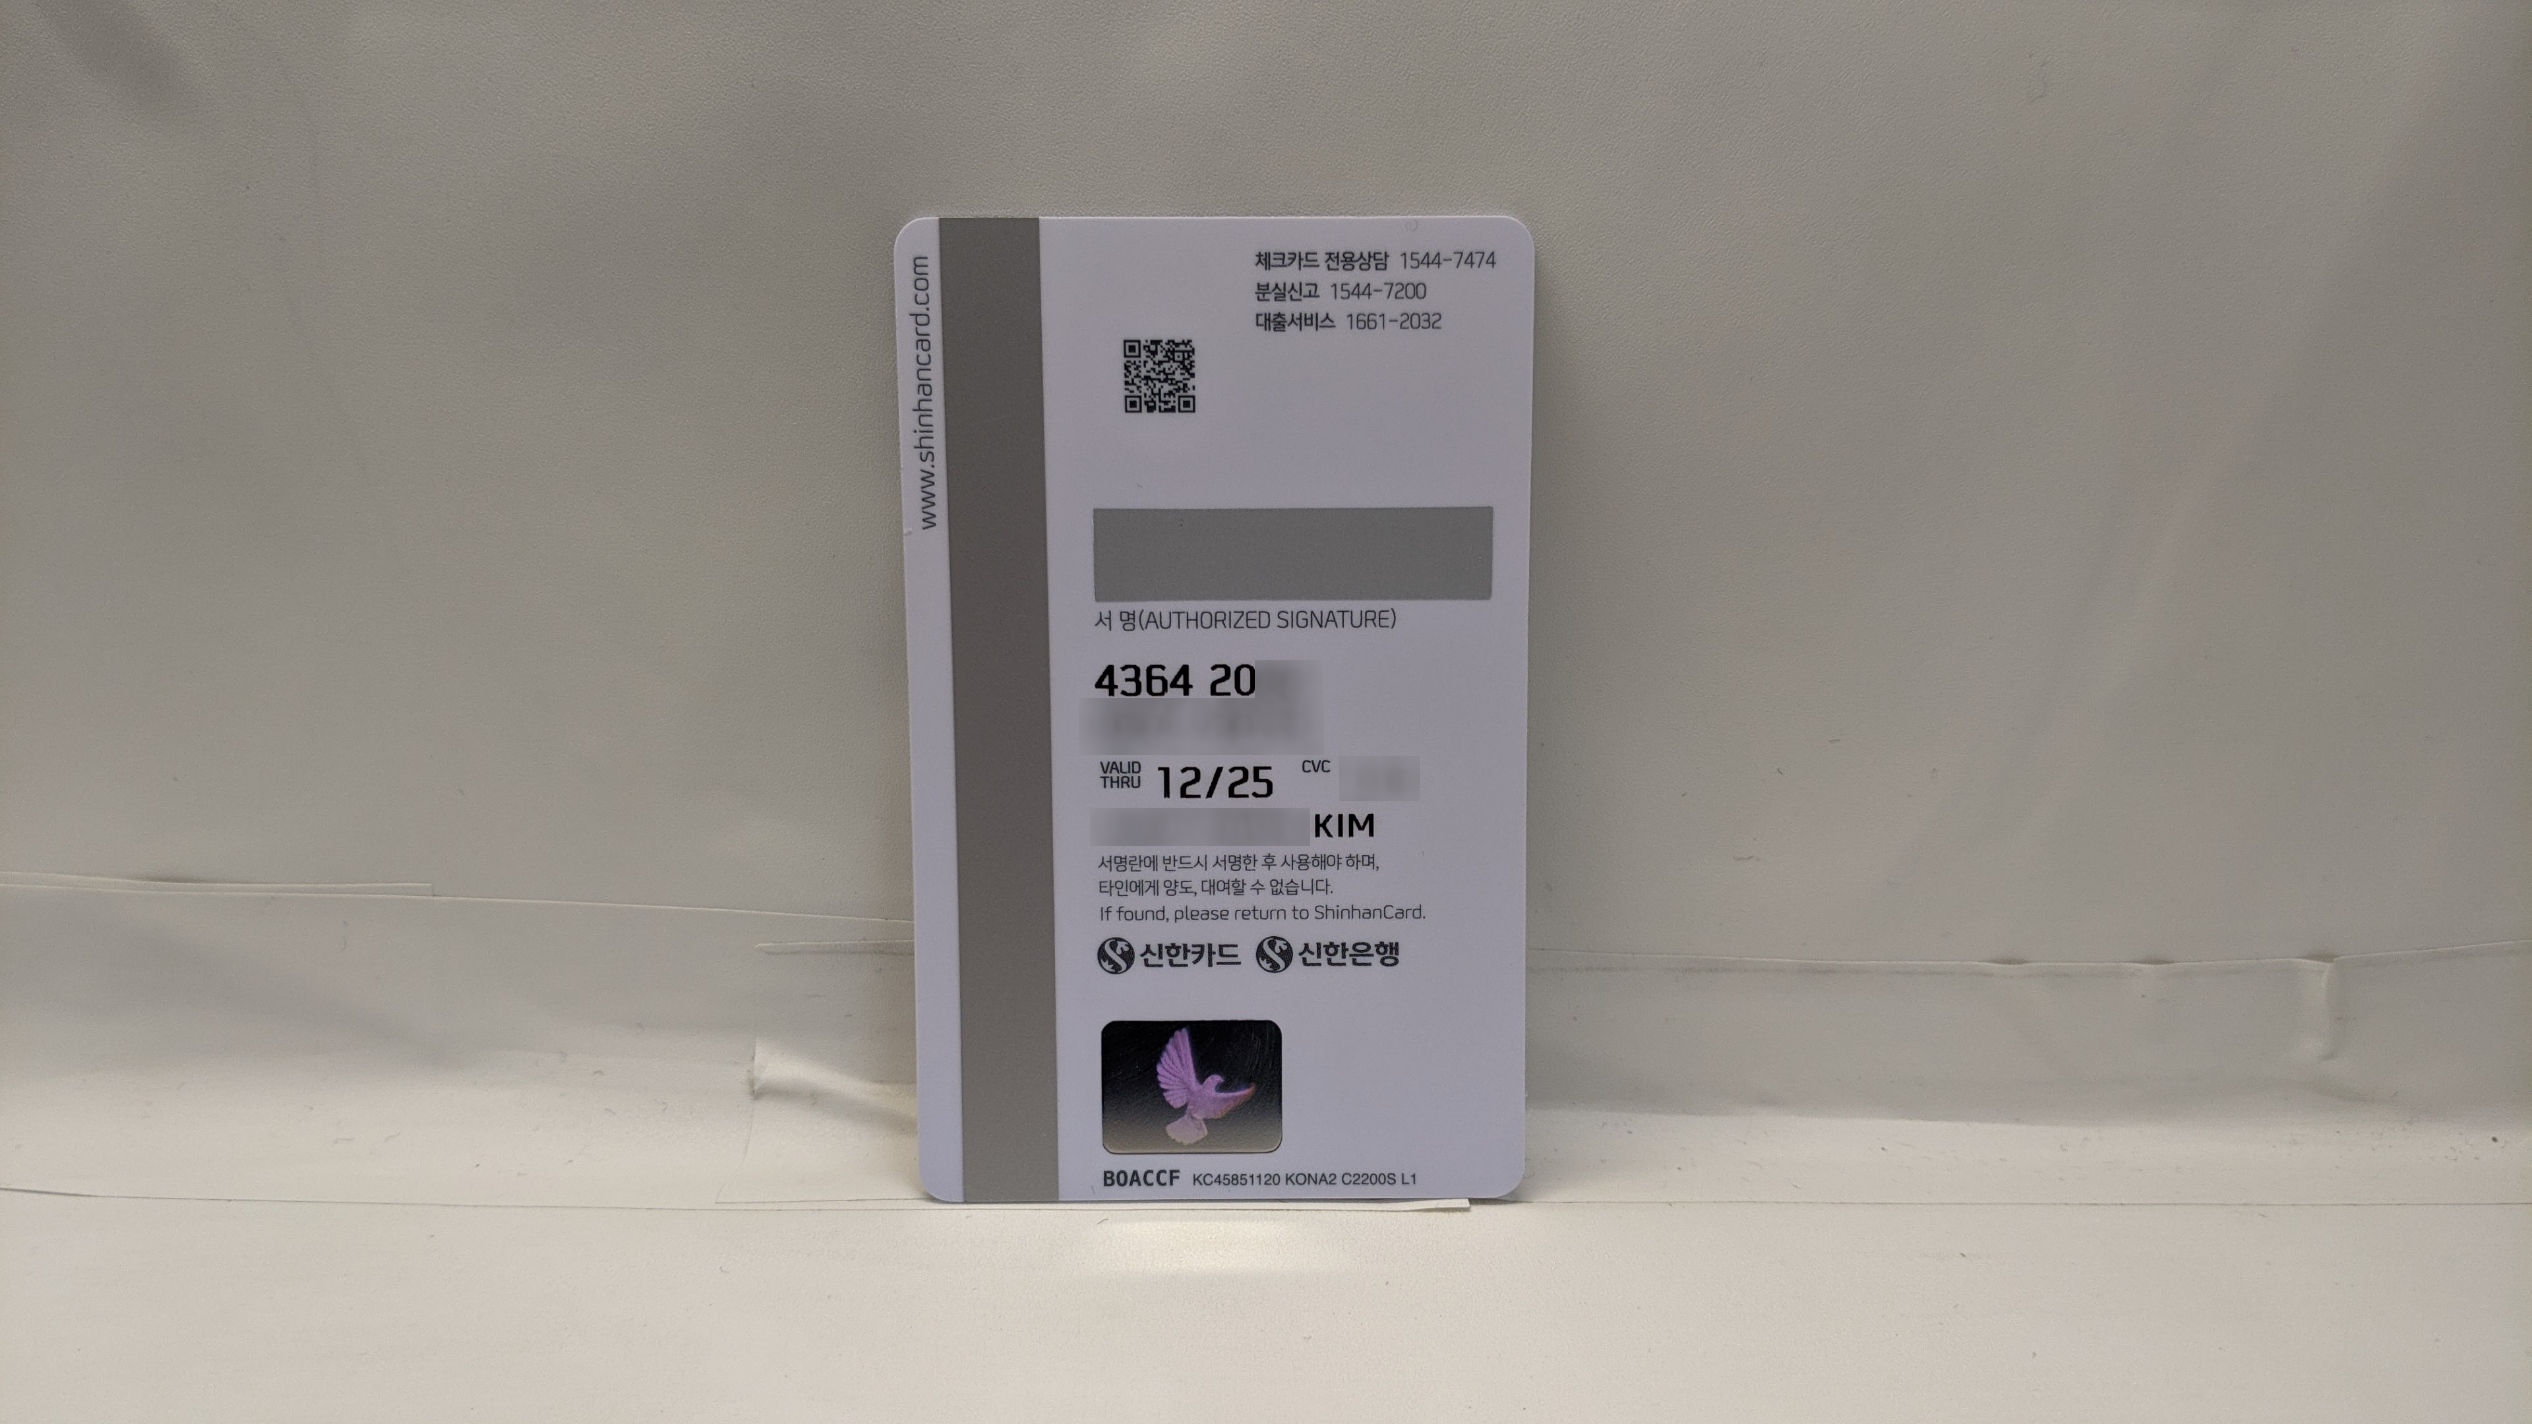 www.shinhancard.com
체크카드 전용상담 1544-7474
분실신고 1544-7200
대출서비스 1661-2032
서 명(AUTHORIZED SIGNATURE)
4364 20
VALID THRU 12/25 CVC
KIM
서명란에 반드시 서명한 후 사용해야 하며,
타인에게 양도, 대여할 수 없습니다.
If found, please return to ShinhanCard.
신한카드 신한은행
B0ACCF KC45851120 KONA2 C2200S L1